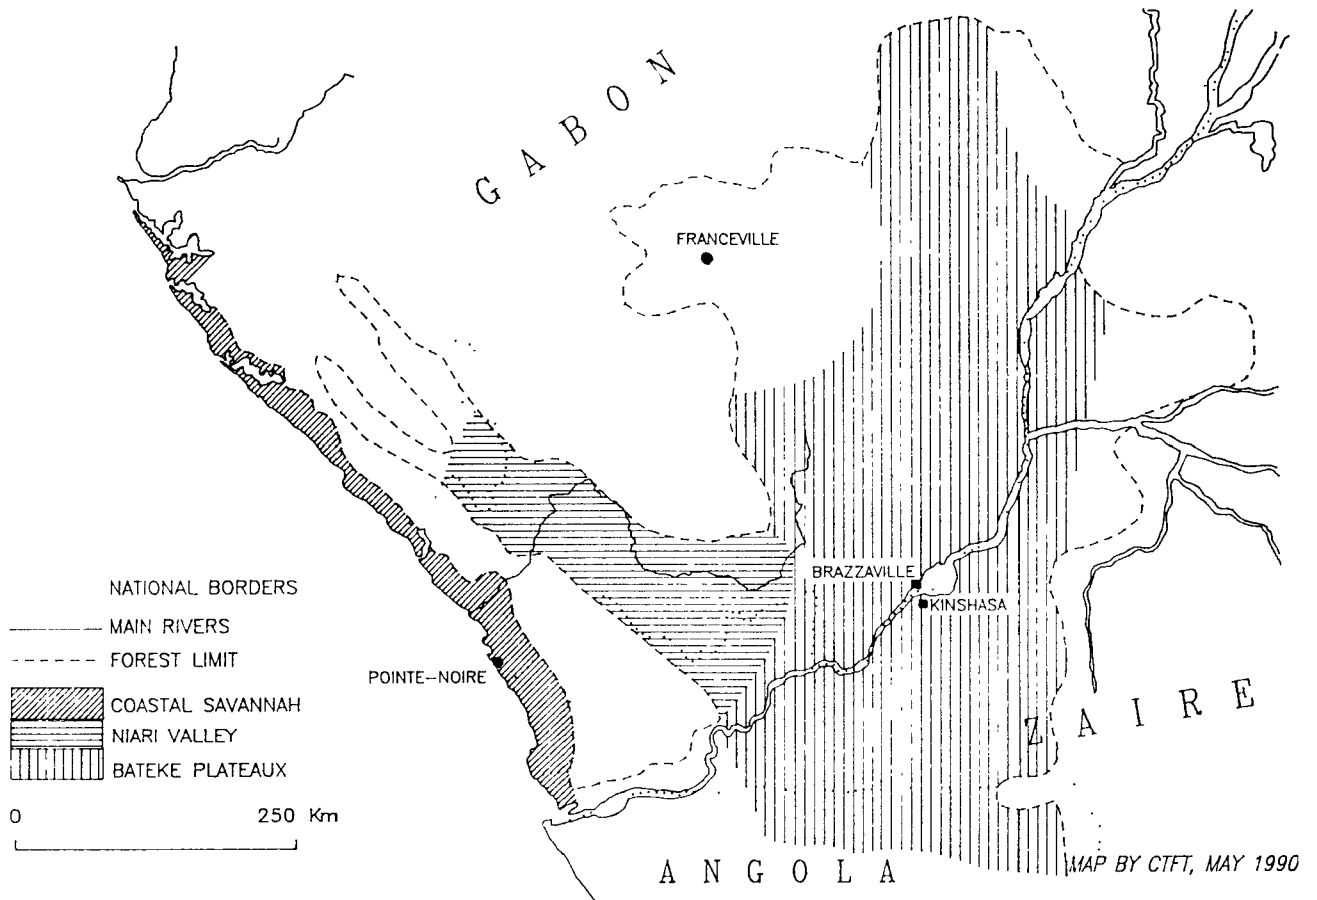 GABON
FRANCEVILLE
BRAZZAVILLE
KINSHASA
NATIONAL BORDERS
MAIN RIVERS
FOREST LIMIT
POINTE-NOIRE
COASTAL SAVANNAH
NIARI VALLEY
BATEKE PLATEAUX
ZAIRE
0 250 Km
ANGOLA
MAP BY CTFT, MAY 1990